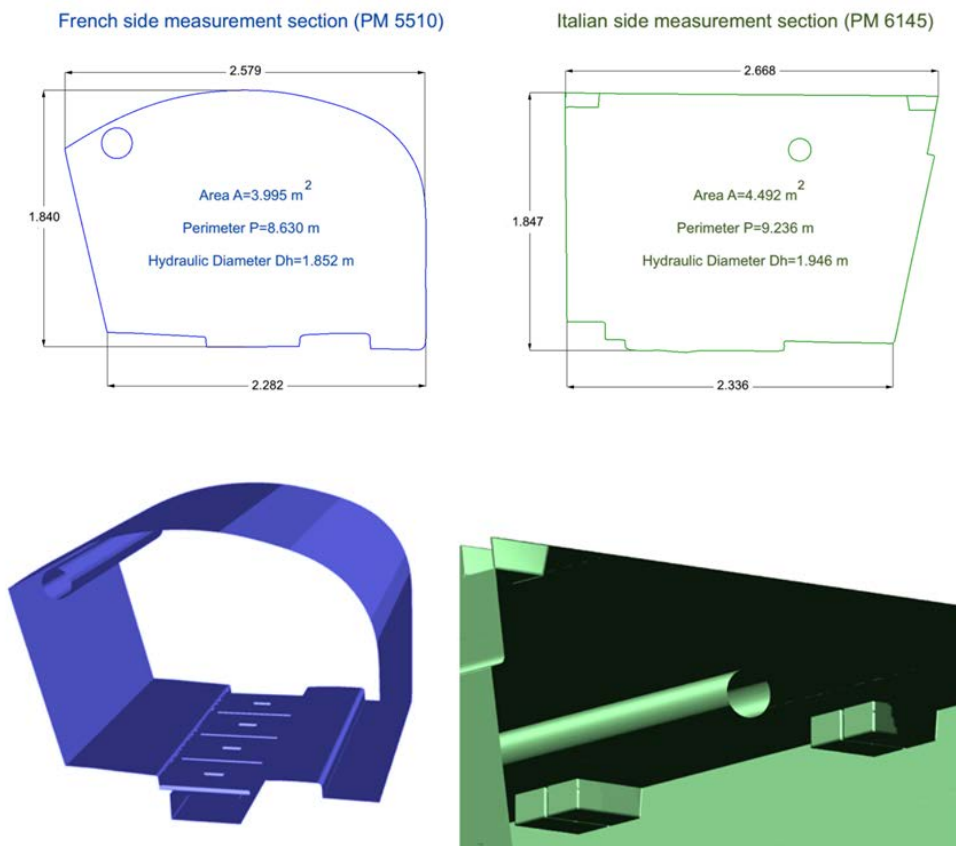 French side measurement section (PM 5510)
Italian side measurement section (PM 6145)
2.579
1.840
Area A=3.995 m²
Perimeter P=8.630 m
Hydraulic Diameter Dh=1.852 m
2.282
2.668
1.847
Area A=4.492 m²
Perimeter P=9.236 m
Hydraulic Diameter Dh=1.946 m
2.336